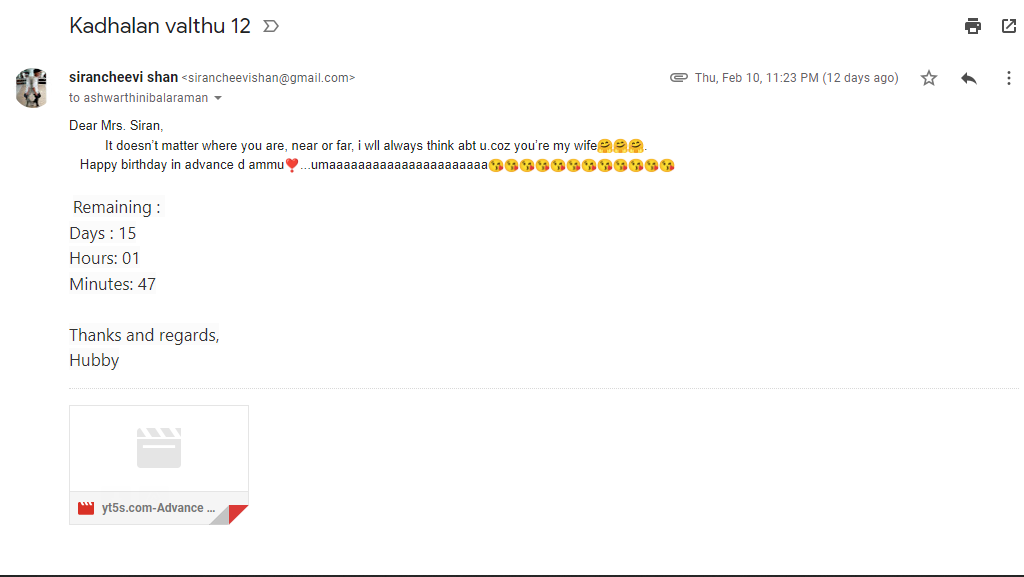 Kadhalan valthu 12
sirancheevi shan <sirancheevishan@gmail.com>
Thu, Feb 10, 11:23 PM (12 days ago)
to ashwarthinibalaraman
Dear Mrs. Siran,
It doesn't matter where you are, near or far, i wll always think abt u.coz you're my wife🤗🤗🤗.
Happy birthday in advance d ammu❣️...umaaaaaaaaaaaaaaaaaaaaaa😘😘😘😘😘😘😘😘😘😘😘😘
Remaining :
Days : 15
Hours: 01
Minutes: 47
Thanks and regards,
Hubby
yt5s.com-Advance ...